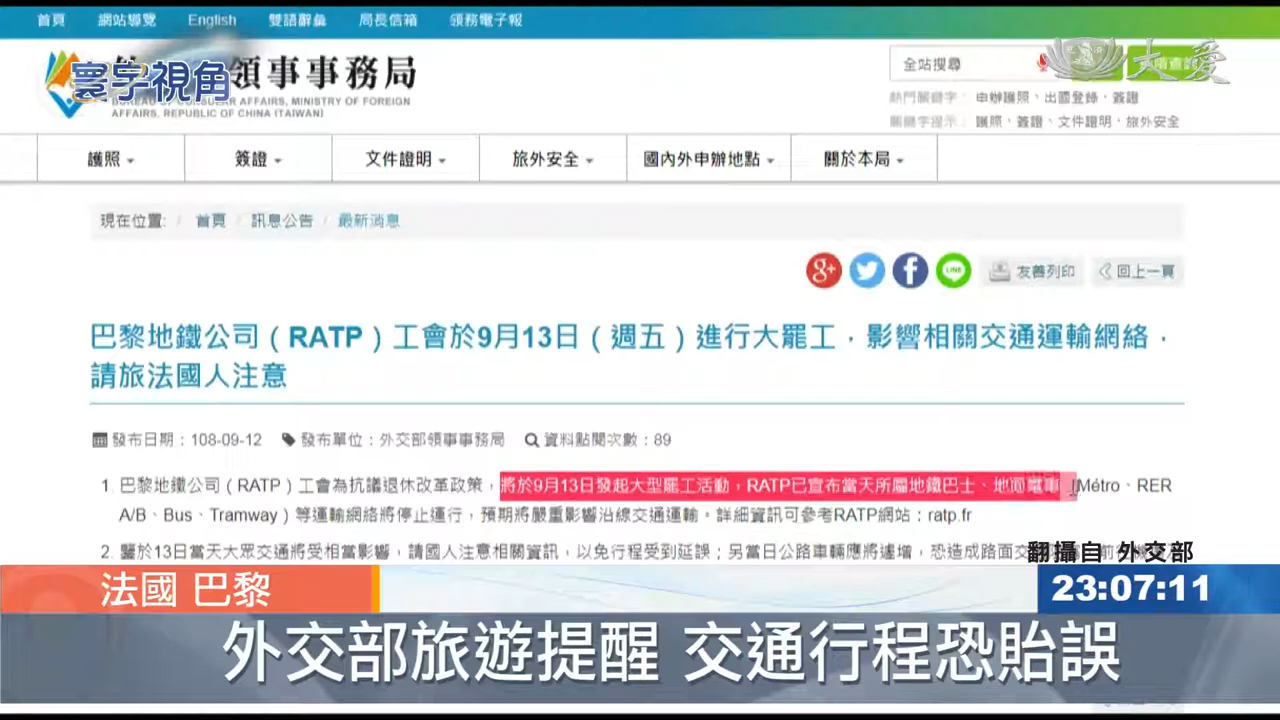 首頁 網站導覽 English 雙語辭彙 局長信箱 領務電子報
寰宇視角
領事事務局
BUREAU OF CONSULAR AFFAIRS, MINISTRY OF FOREIGN
AFFAIRS, REPUBLIC OF CHINA (TAIWAN)
全站搜尋
大愛
熱門關鍵字: 申辦護照、出國登錄、簽證
關鍵字提示: 護照、簽證、文件證明、旅外安全
護照 簽證 文件證明 旅外安全 國內外申辦地點 關於本局
現在位置: / 首頁 / 訊息公告 / 最新消息
g+ f LINE 友善列印 回上一頁
巴黎地鐵公司(RATP)工會於9月13日(週五)進行大罷工,影響相關交通運輸網絡,
請旅法國人注意
發布日期:108-09-12 發布單位:外交部領事事務局 資料點閱次數:89
1. 巴黎地鐵公司(RATP)工會為抗議退休改革政策,將於9月13日發起大型罷工活動,RATP已宣布當天所屬地鐵巴士、地面電車(Métro、RER
A/B、Bus、Tramway)等運輸網絡將停止運行,預期將嚴重影響沿線交通運輸。詳細資訊可參考RATP網站:ratp.fr
2. 鑒於13日當天大眾交通將受相當影響,請國人注意相關資訊,以免行程受到延誤;另當日公路車輛應將遽增,恐造成路面交
翻攝自 外交部
法國 巴黎
23:07:11
外交部旅遊提醒 交通行程恐貽誤